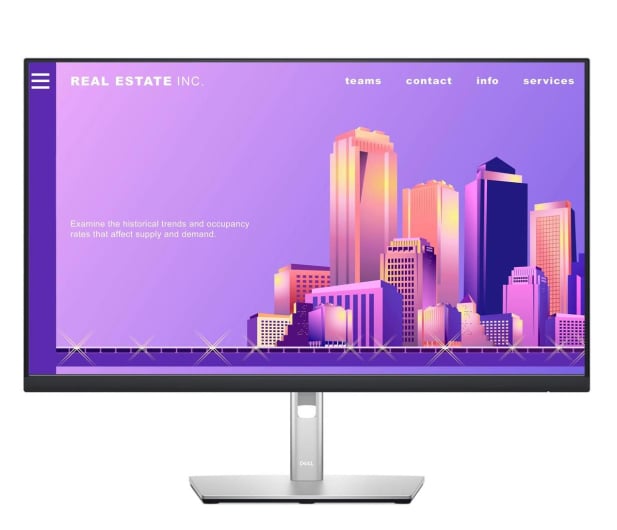 REAL ESTATE INC.
teams contact info services
Examine the historical trends and occupancy
rates that affect supply and demand.
DELL